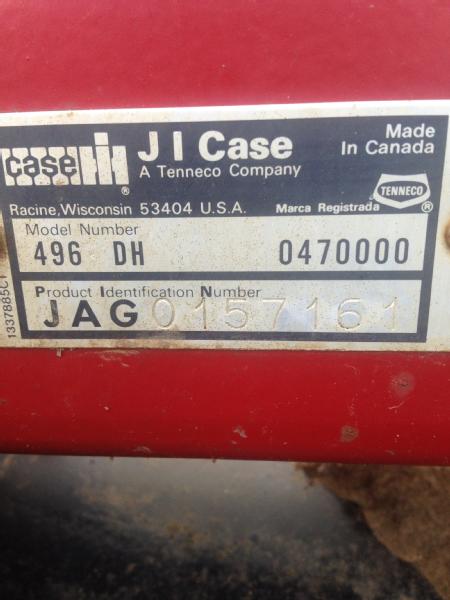 case IH ® J I Case
A Tenneco Company
Made
In Canada
TENNECO
®
Racine, Wisconsin 53404 U.S.A. Marca Registrada
Model Number
496 DH 0470000
Product Identification Number
JAG0157161
1337885C1